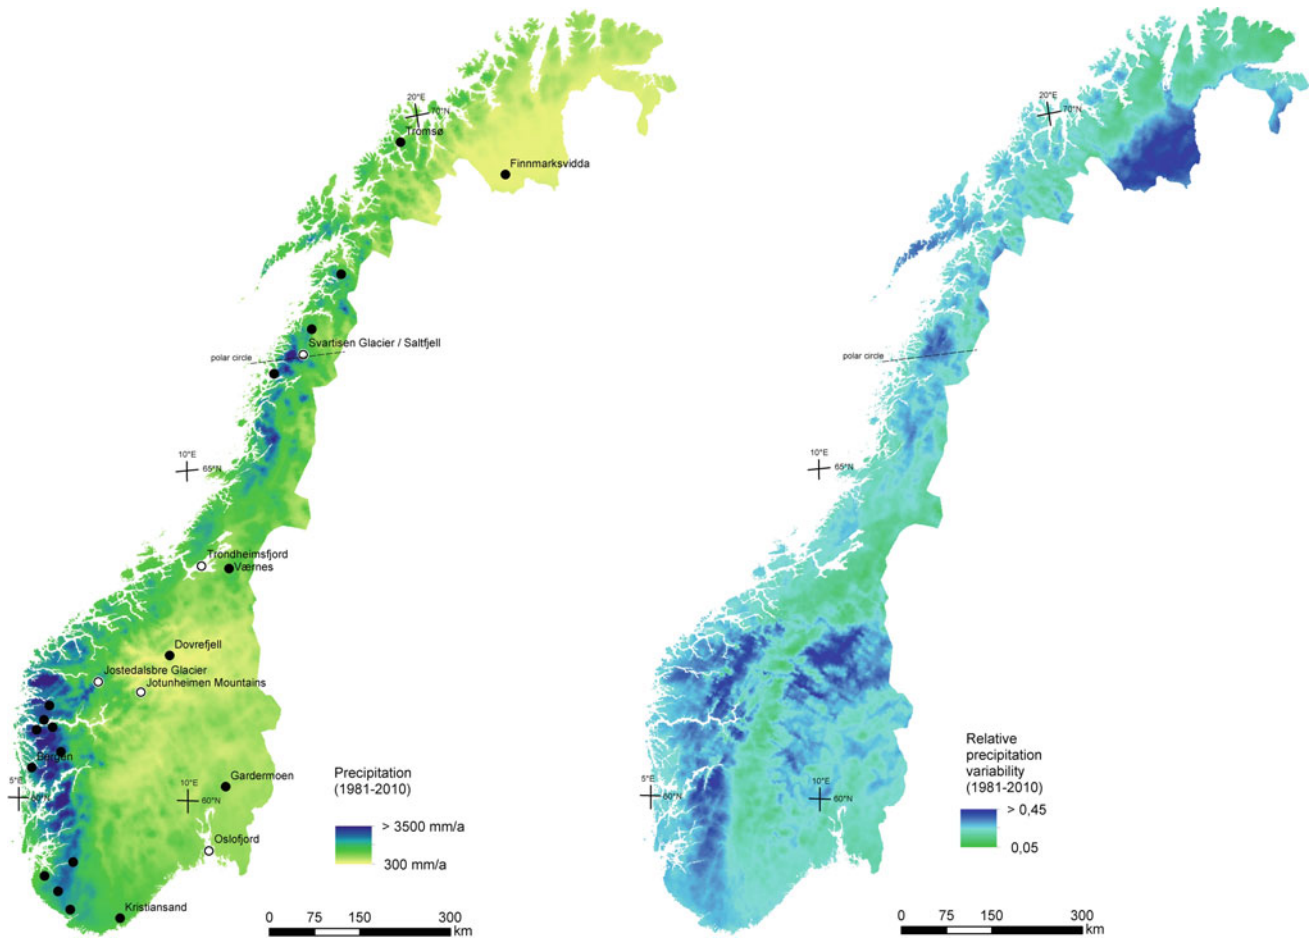 20°E
70°N
Tromsø
Finnmarksvidda
Svartisen Glacier / Saltfjell
polar circle
10°E
65°N
Trondheimsfjord
Værnes
Dovrefjell
Jostedalsbre Glacier
Jotunheimen Mountains
Bergen
5°E
60°N
10°E
60°N
Gardermoen
Oslofjord
Kristiansand
Precipitation
(1981-2010)
> 3500 mm/a
300 mm/a
0 75 150 300
km
20°E
70°N
polar circle
10°E
65°N
5°E
60°N
10°E
60°N
Relative
precipitation
variability
(1981-2010)
> 0,45
0,05
0 75 150 300
km